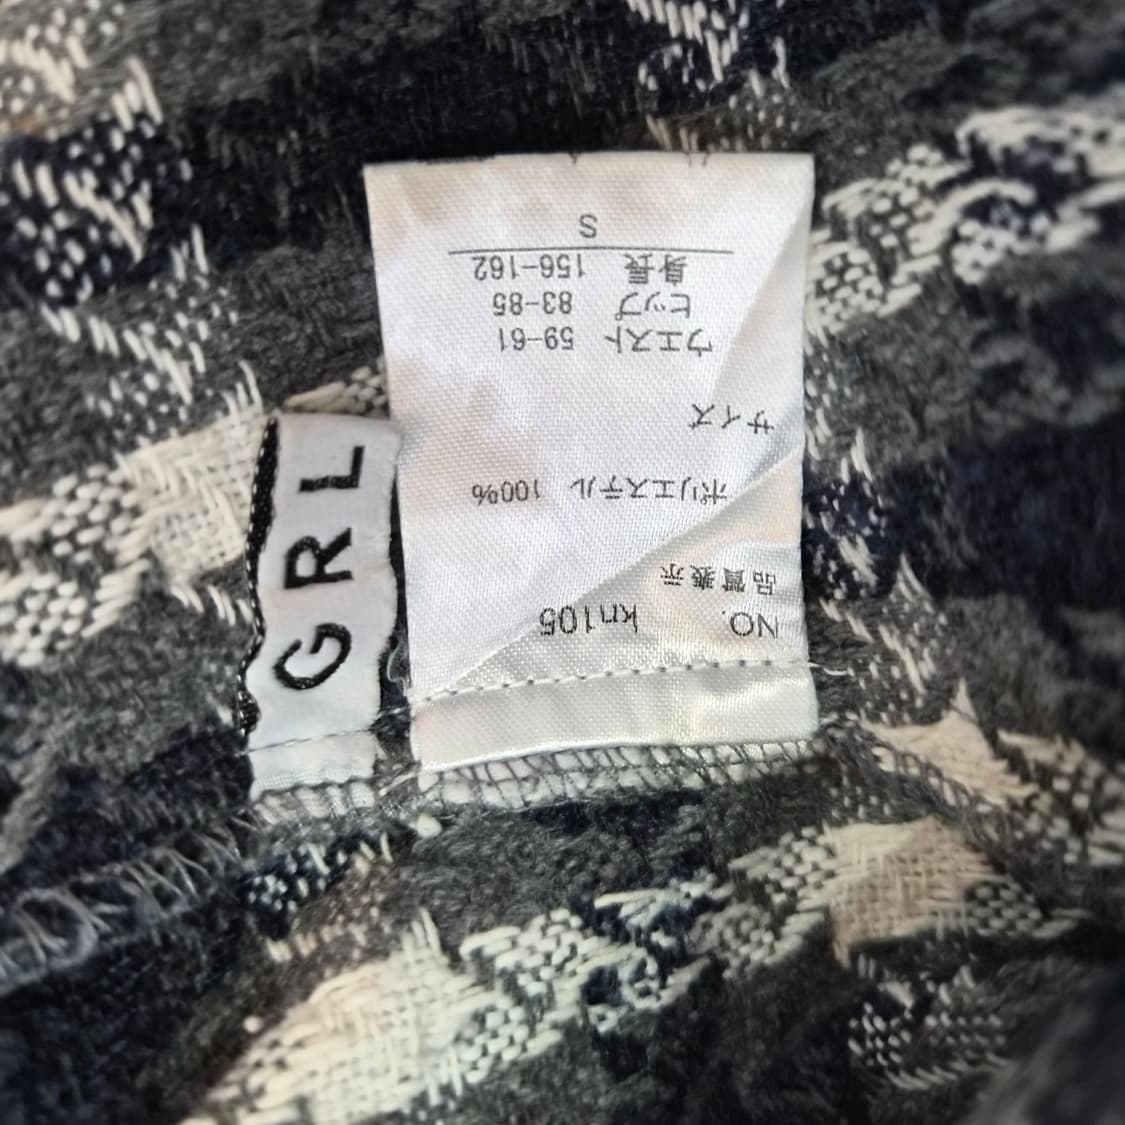 NO. kn105
品質表示
ポリエステル 100%
サイズ
ウエスト 59-61
ヒップ 83-85
身長 156-162
S
GRL